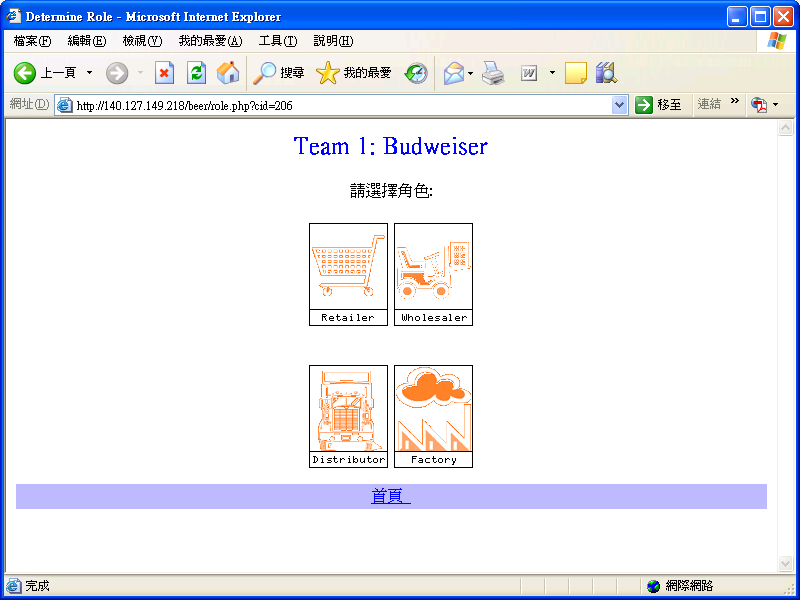 Determine Role - Microsoft Internet Explorer
檔案(F) 編輯(E) 檢視(V) 我的最愛(A) 工具(T) 說明(H)
上一頁 搜尋 我的最愛 W
網址(D) http://140.127.149.218/beer/role.php?cid=206 移至 連結 »
Team 1: Budweiser
請選擇角色:
Retailer Wholesaler
Distributor Factory
首頁
完成 網際網路